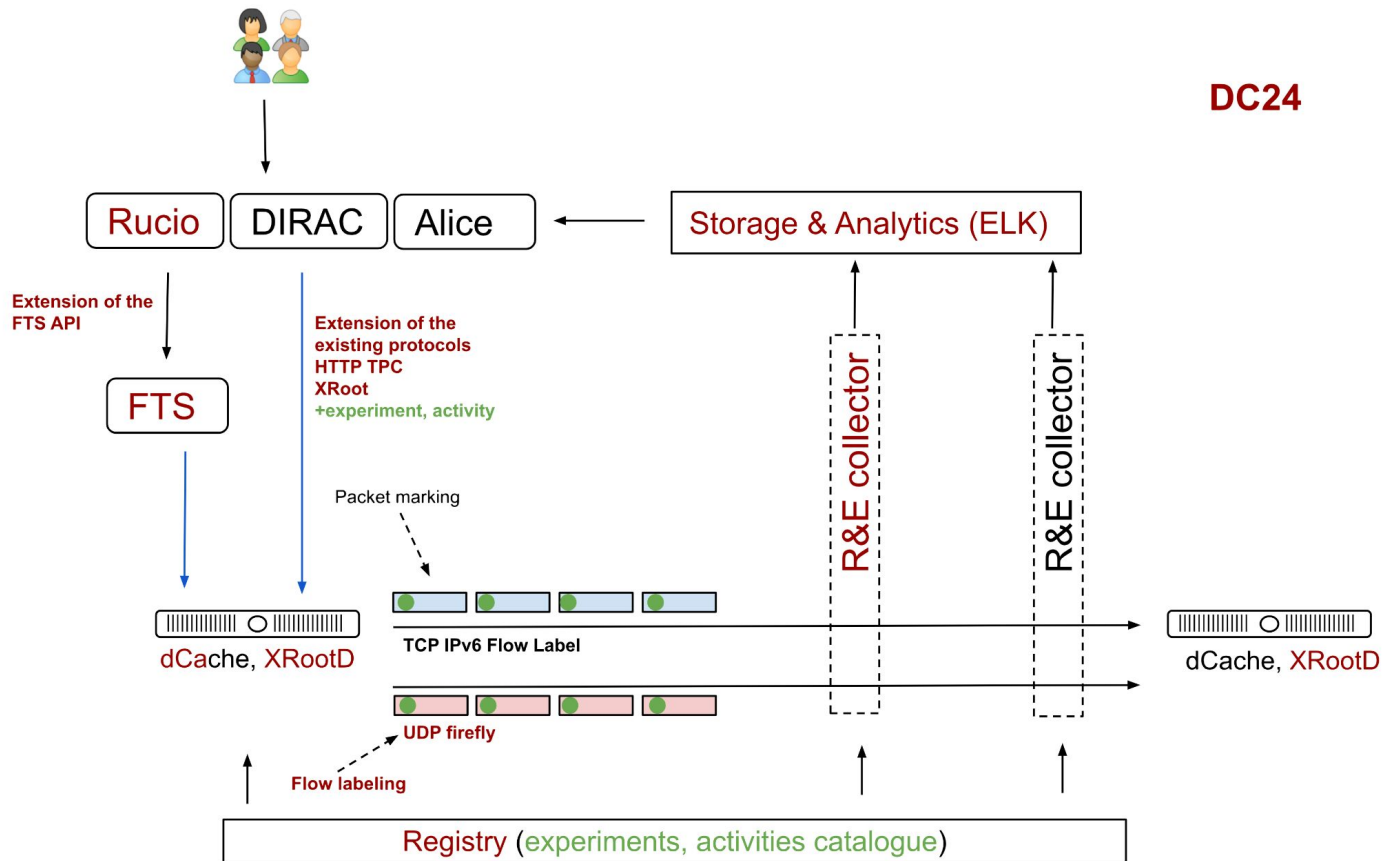 DC24
Rucio
DIRAC
Alice
Storage & Analytics (ELK)
Extension of the
FTS API
Extension of the
existing protocols
HTTP TPC
XRoot
+experiment, activity
FTS
Packet marking
R&E collector
R&E collector
TCP IPv6 Flow Label
dCache, XRootD
dCache, XRootD
UDP firefly
Flow labeling
Registry (experiments, activities catalogue)